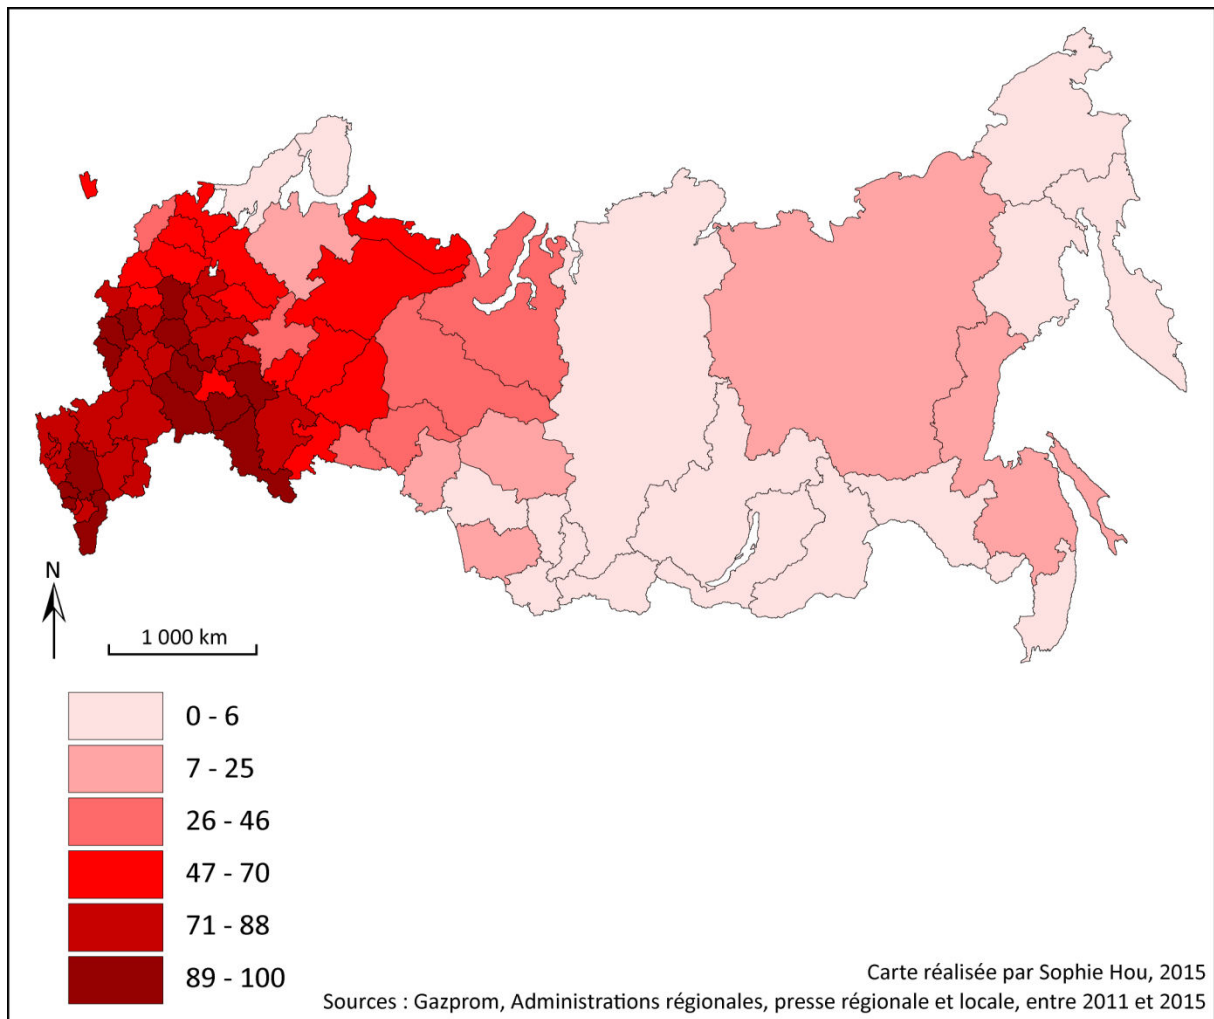 N
1 000 km
0 - 6
7 - 25
26 - 46
47 - 70
71 - 88
89 - 100
Carte réalisée par Sophie Hou, 2015
Sources : Gazprom, Administrations régionales, presse régionale et locale, entre 2011 et 2015